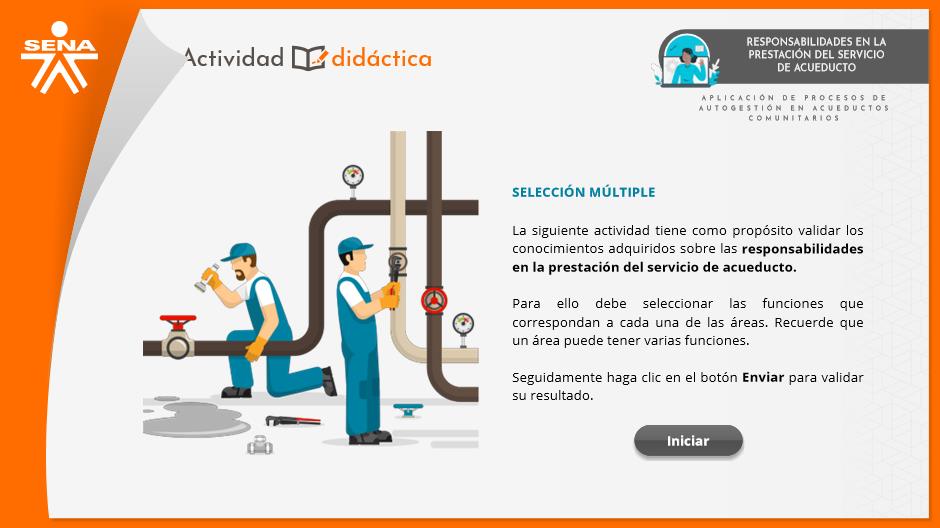 SENA
Actividad didáctica
RESPONSABILIDADES EN LA
PRESTACIÓN DEL SERVICIO
DE ACUEDUCTO
APLICACIÓN DE PROCESOS DE
AUTOGESTIÓN EN ACUEDUCTOS
COMUNITARIOS
SELECCIÓN MÚLTIPLE
La siguiente actividad tiene como propósito validar los
conocimientos adquiridos sobre las responsabilidades
en la prestación del servicio de acueducto.
Para ello debe seleccionar las funciones que
correspondan a cada una de las áreas. Recuerde que
un área puede tener varias funciones.
Seguidamente haga clic en el botón Enviar para validar
su resultado.
Iniciar